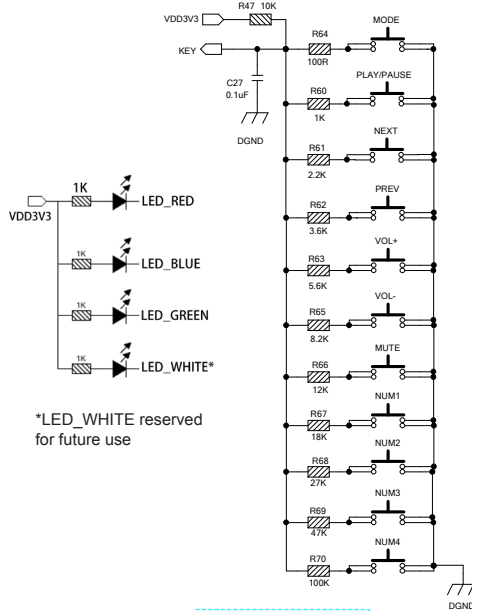 R47 10K
VDD3V3
KEY
C27
0.1uF
DGND
R64
100R
MODE
R60
1K
PLAY/PAUSE
R61
2.2K
NEXT
R62
3.6K
PREV
R63
5.6K
VOL+
R65
8.2K
VOL-
R66
12K
MUTE
R67
18K
NUM1
R68
27K
NUM2
R69
47K
NUM3
R70
100K
NUM4
DGND
VDD3V3
1K
LED_RED
1K
LED_BLUE
1K
LED_GREEN
1K
LED_WHITE*
*LED_WHITE reserved
for future use